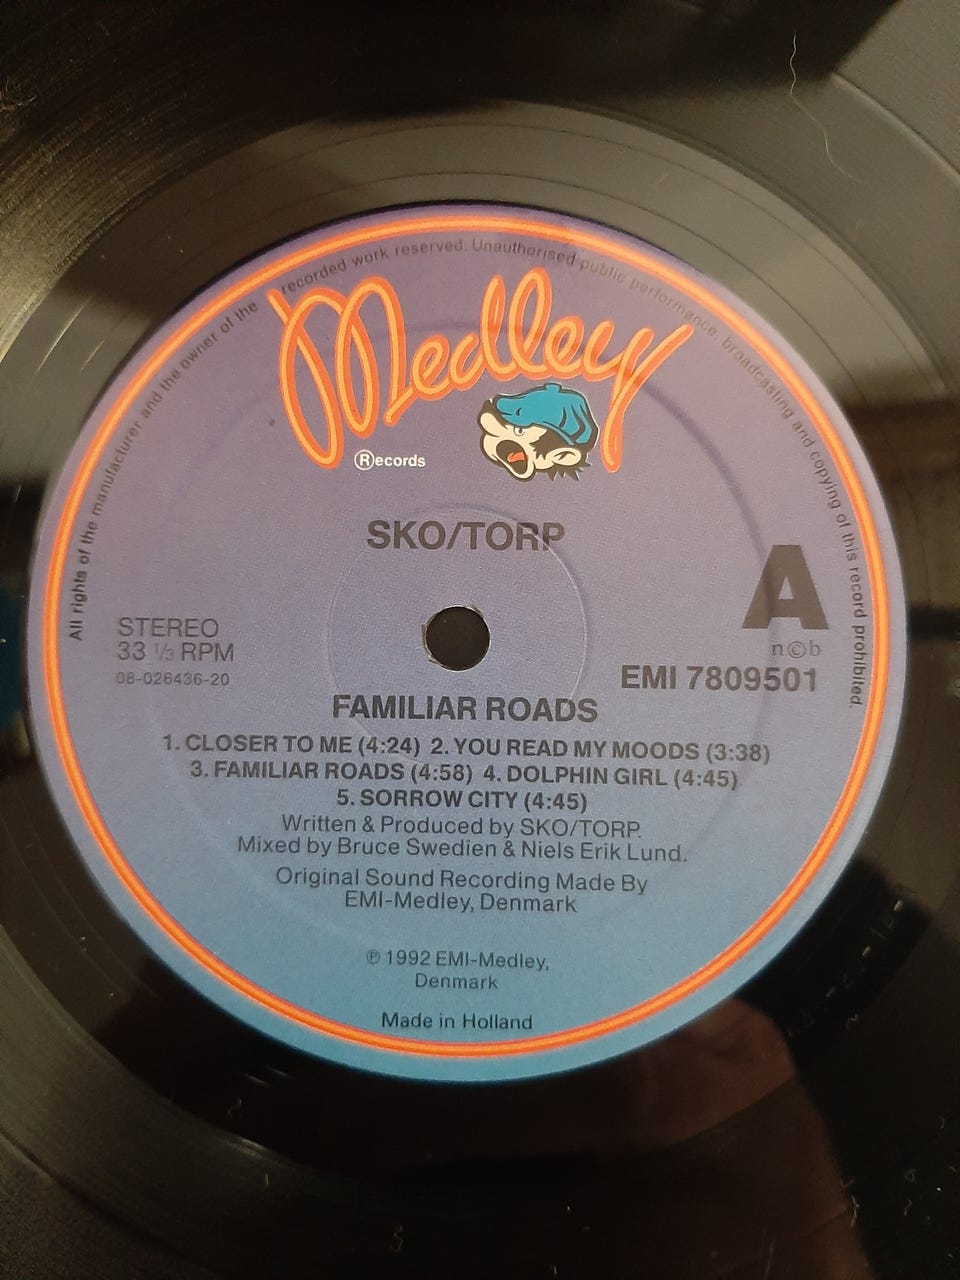 All rights of the manufacturer and the owner of the recorded work reserved. Unauthorised public performance, broadcasting and copying of this record prohibited.
Medley
Ⓡecords
SKO/TORP
A
STEREO
33 1/3 RPM
08-026436-20
n©b
EMI 7809501
FAMILIAR ROADS
1. CLOSER TO ME (4:24) 2. YOU READ MY MOODS (3:38)
3. FAMILIAR ROADS (4:58) 4. DOLPHIN GIRL (4:45)
5. SORROW CITY (4:45)
Written & Produced by SKO/TORP.
Mixed by Bruce Swedien & Niels Erik Lund.
Original Sound Recording Made By
EMI-Medley, Denmark
℗ 1992 EMI-Medley,
Denmark
Made in Holland